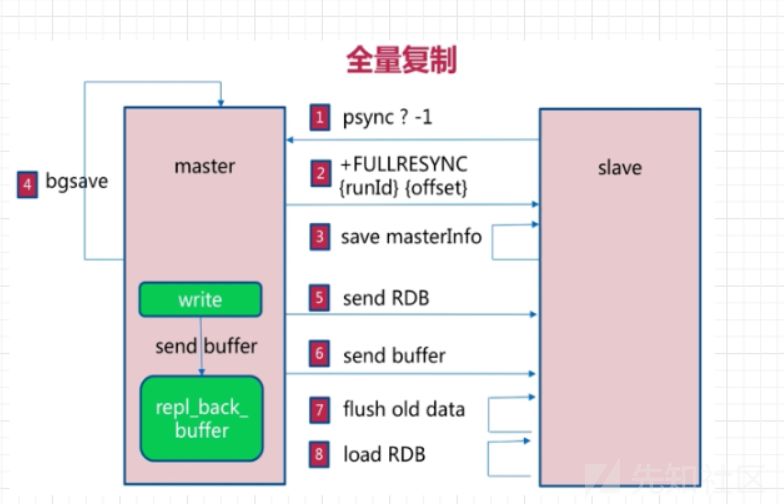 全量复制
master
slave
1 psync ? -1
2 +FULLRESYNC
{runId} {offset}
3 save masterInfo
4 bgsave
write
5 send RDB
send buffer
6 send buffer
repl_back_
buffer
7 flush old data
8 load RDB
先知社区